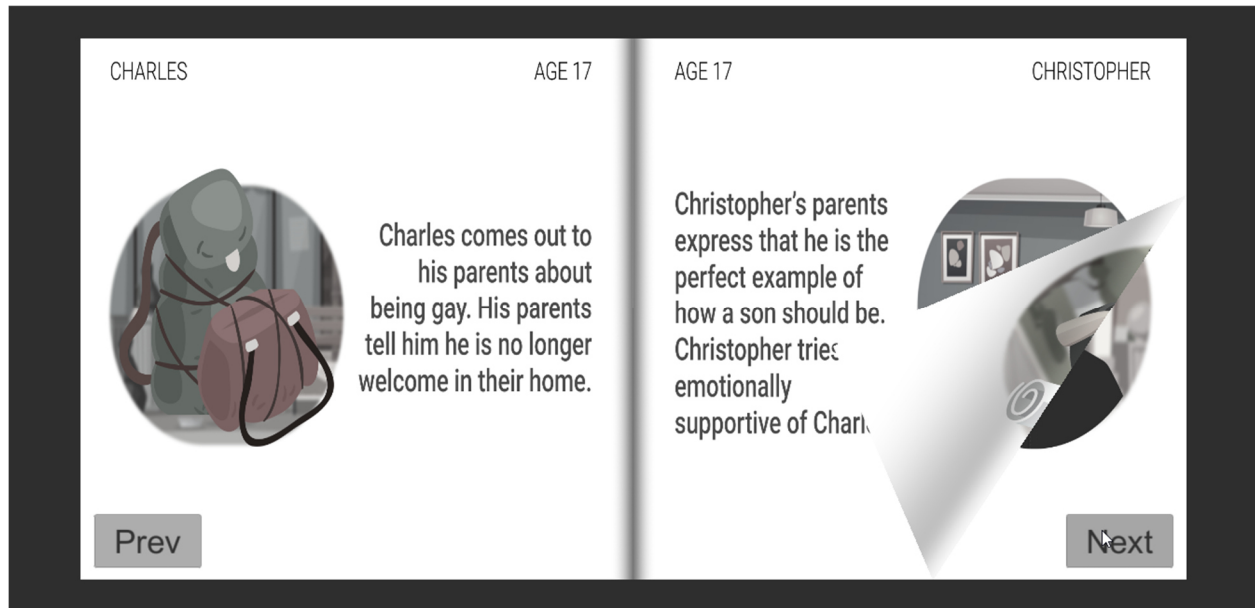 CHARLES
AGE 17
Charles comes out to
his parents about
being gay. His parents
tell him he is no longer
welcome in their home.
Prev
AGE 17
CHRISTOPHER
Christopher's parents
express that he is the
perfect example of
how a son should be.
Christopher tries
emotionally
supportive of
Next